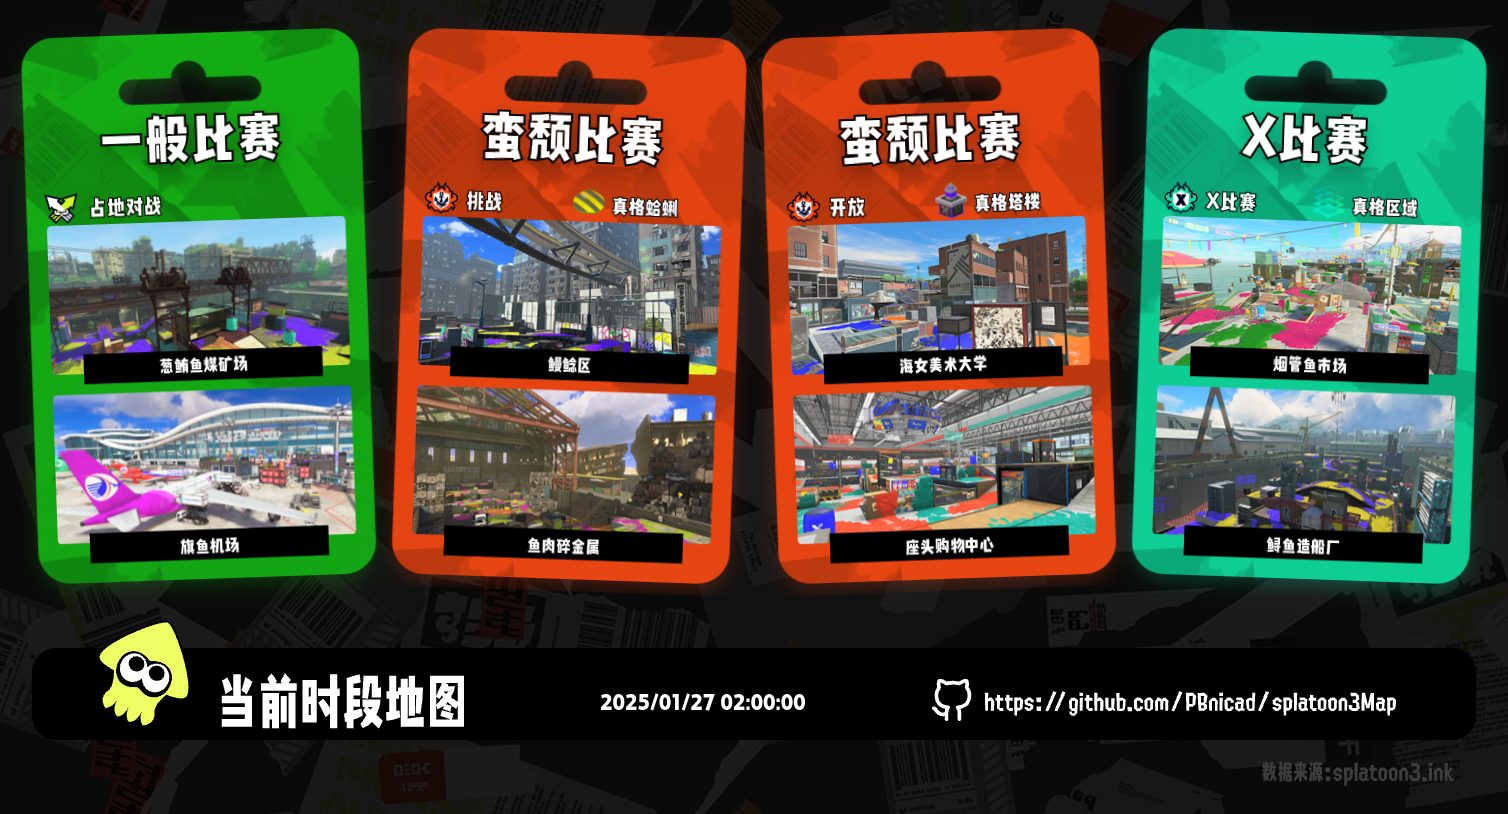 一般比赛
占地对战
葱鲔鱼煤矿场
旗鱼机场
蛮颓比赛
挑战
真格蛤蜊
鳗鲶区
鱼肉碎金属
蛮颓比赛
开放
真格塔楼
海女美术大学
座头购物中心
X比赛
X比赛
真格区域
烟管鱼市场
鲟鱼造船厂
当前时段地图
2025/01/27 02:00:00
https://github.com/PBnicad/splatoon3Map
数据来源:splatoon3.ink